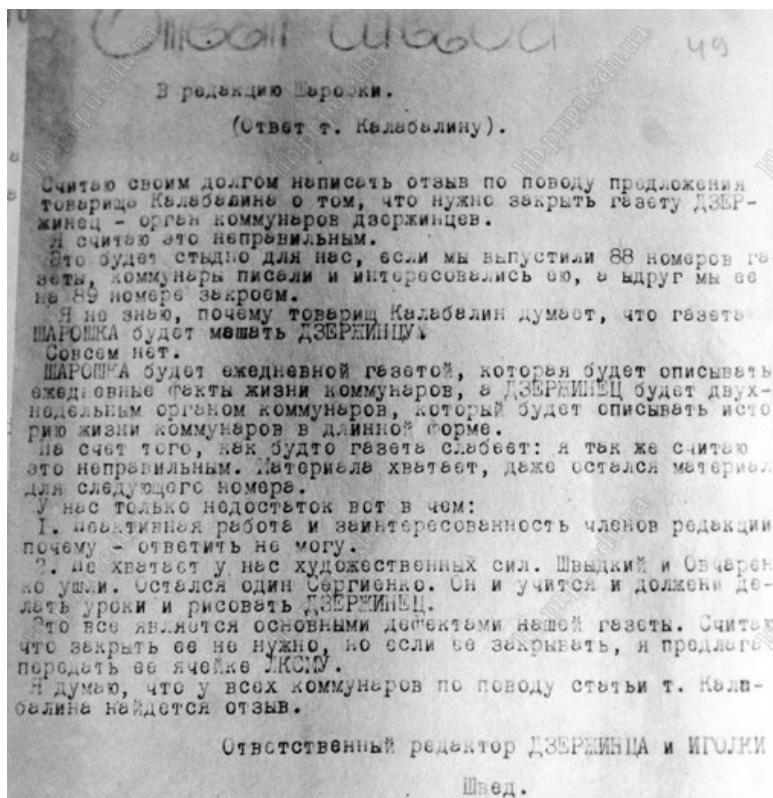 Ответ шведа
49
В редакцию Шарошки.
(Ответ т. Калабалину).
Считаю своим долгом написать отзыв по поводу предложения
товарища Калабалина о том, что нужно закрыть газету ДЗЕР-
жинец - орган коммунаров дзержинцев.
Я считаю это неправильным.
Это будет стыдно для нас, если мы выпустили 88 номеров га
зеты, коммунары писали и интересовались ею, а вдруг мы ее
на 89 номере закроем.
Я не знаю, почему товарищ Калабалин думает, что газета
ШАРОШКА будет машать ДЗЕРЖИНЦУ.
Совсем нет.
ШАРОШКА будет ежедневной газетой, которая будет описывать
ежедневные факты жизни коммунаров, а ДЗЕРЖИНЕЦ будет двух-
недельным органом коммунаров, который будет описывать исто
рию жизни коммунаров в длинной форме.
На счет того, как будто газета слабеет: я так же считаю
это неправильным. Материала хватает, даже остался материал
для следующего номера.
У нас только недостаток вот в чем:
I. неактивная работа и заинтересованность членов редакции
почему - ответить не могу.
2. Не хватает у нас художественных сил. Швыдкий и Овчарен
ко ушли. Остался один Сергиенко. Он и учится и должени де-
лать уроки и рисовать ДЗЕРЖИНЕЦ.
Это все является основными дефектами нашей газеты. Считаю
что закрыть ее не нужно, но если ее закрывать, я предлага
передать ее ячейке ЛКСМУ.
Я думаю, что у всех коммунаров по поводу статьи т. Кала-
балина найдется отзыв.
Ответственный редактор ДЗЕРЖИНЦА и ИГОЛКИ
Швед.
lib.pnpu.edu.ua